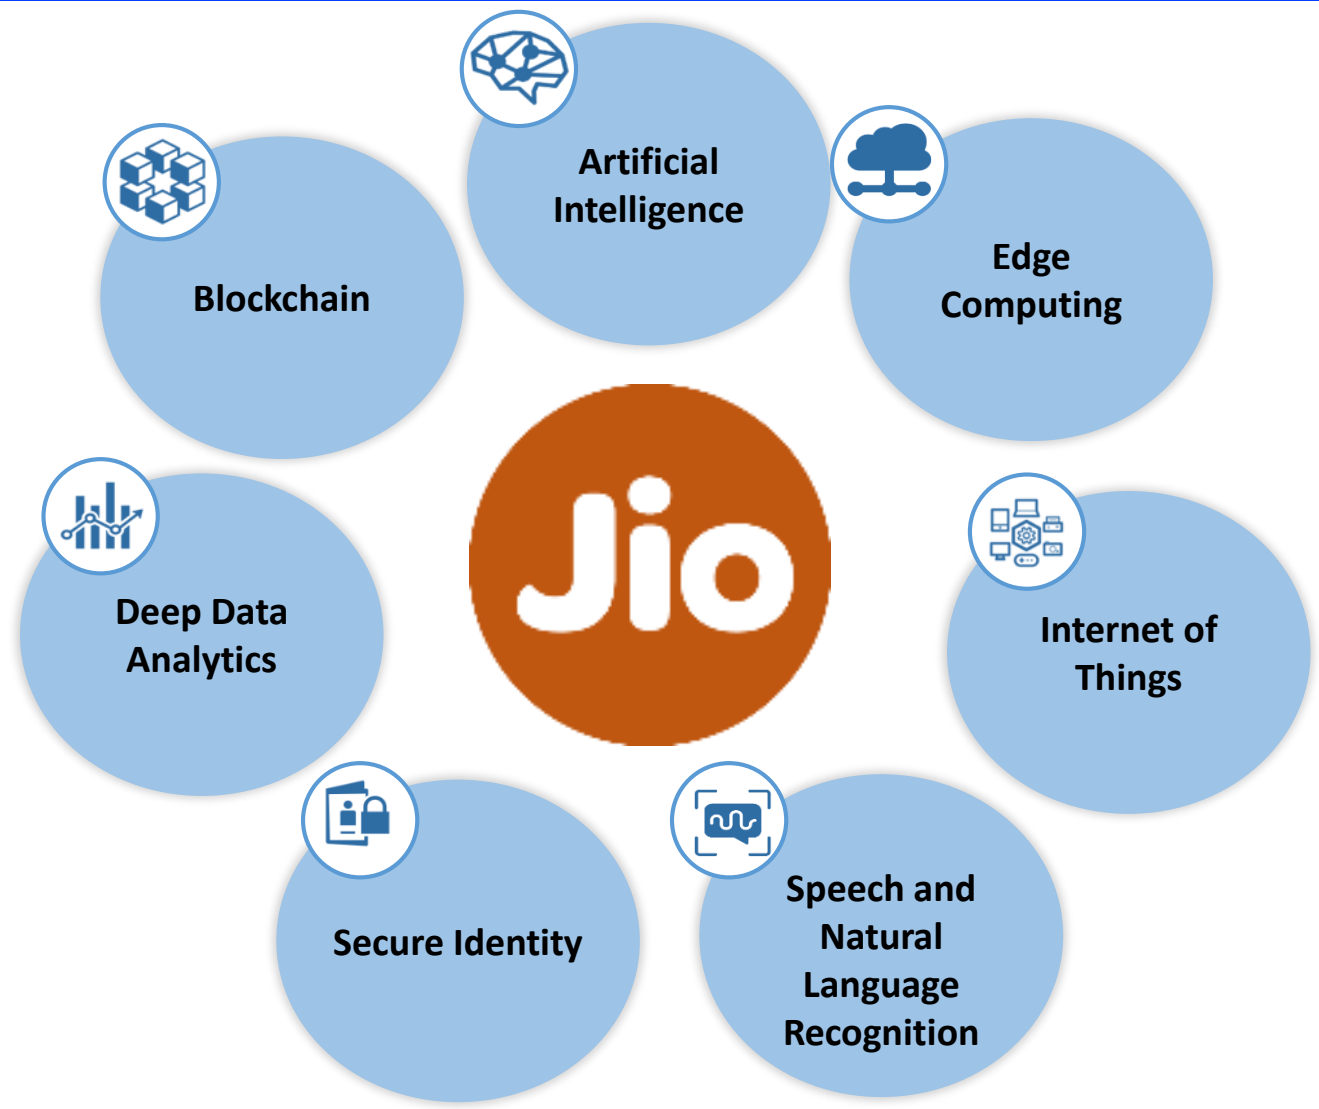 Artificial
Intelligence
Edge
Computing
Blockchain
Jio
Deep Data
Analytics
Internet of
Things
Secure Identity
Speech and
Natural
Language
Recognition